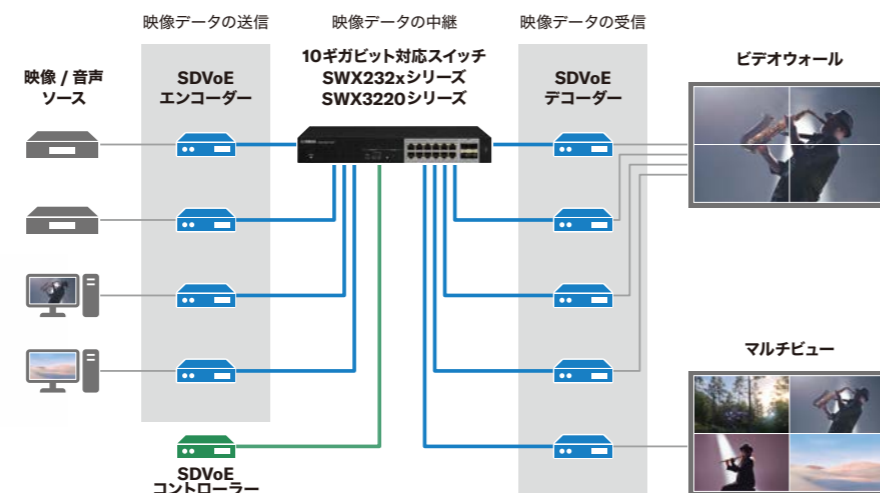 映像データの送信
映像データの中継
映像データの受信
映像 / 音声
ソース
SDVoE
エンコーダー
10ギガビット対応スイッチ
SWX232xシリーズ
SWX3220シリーズ
SDVoE
デコーダー
ビデオウォール
マルチビュー
SDVoE
コントローラー